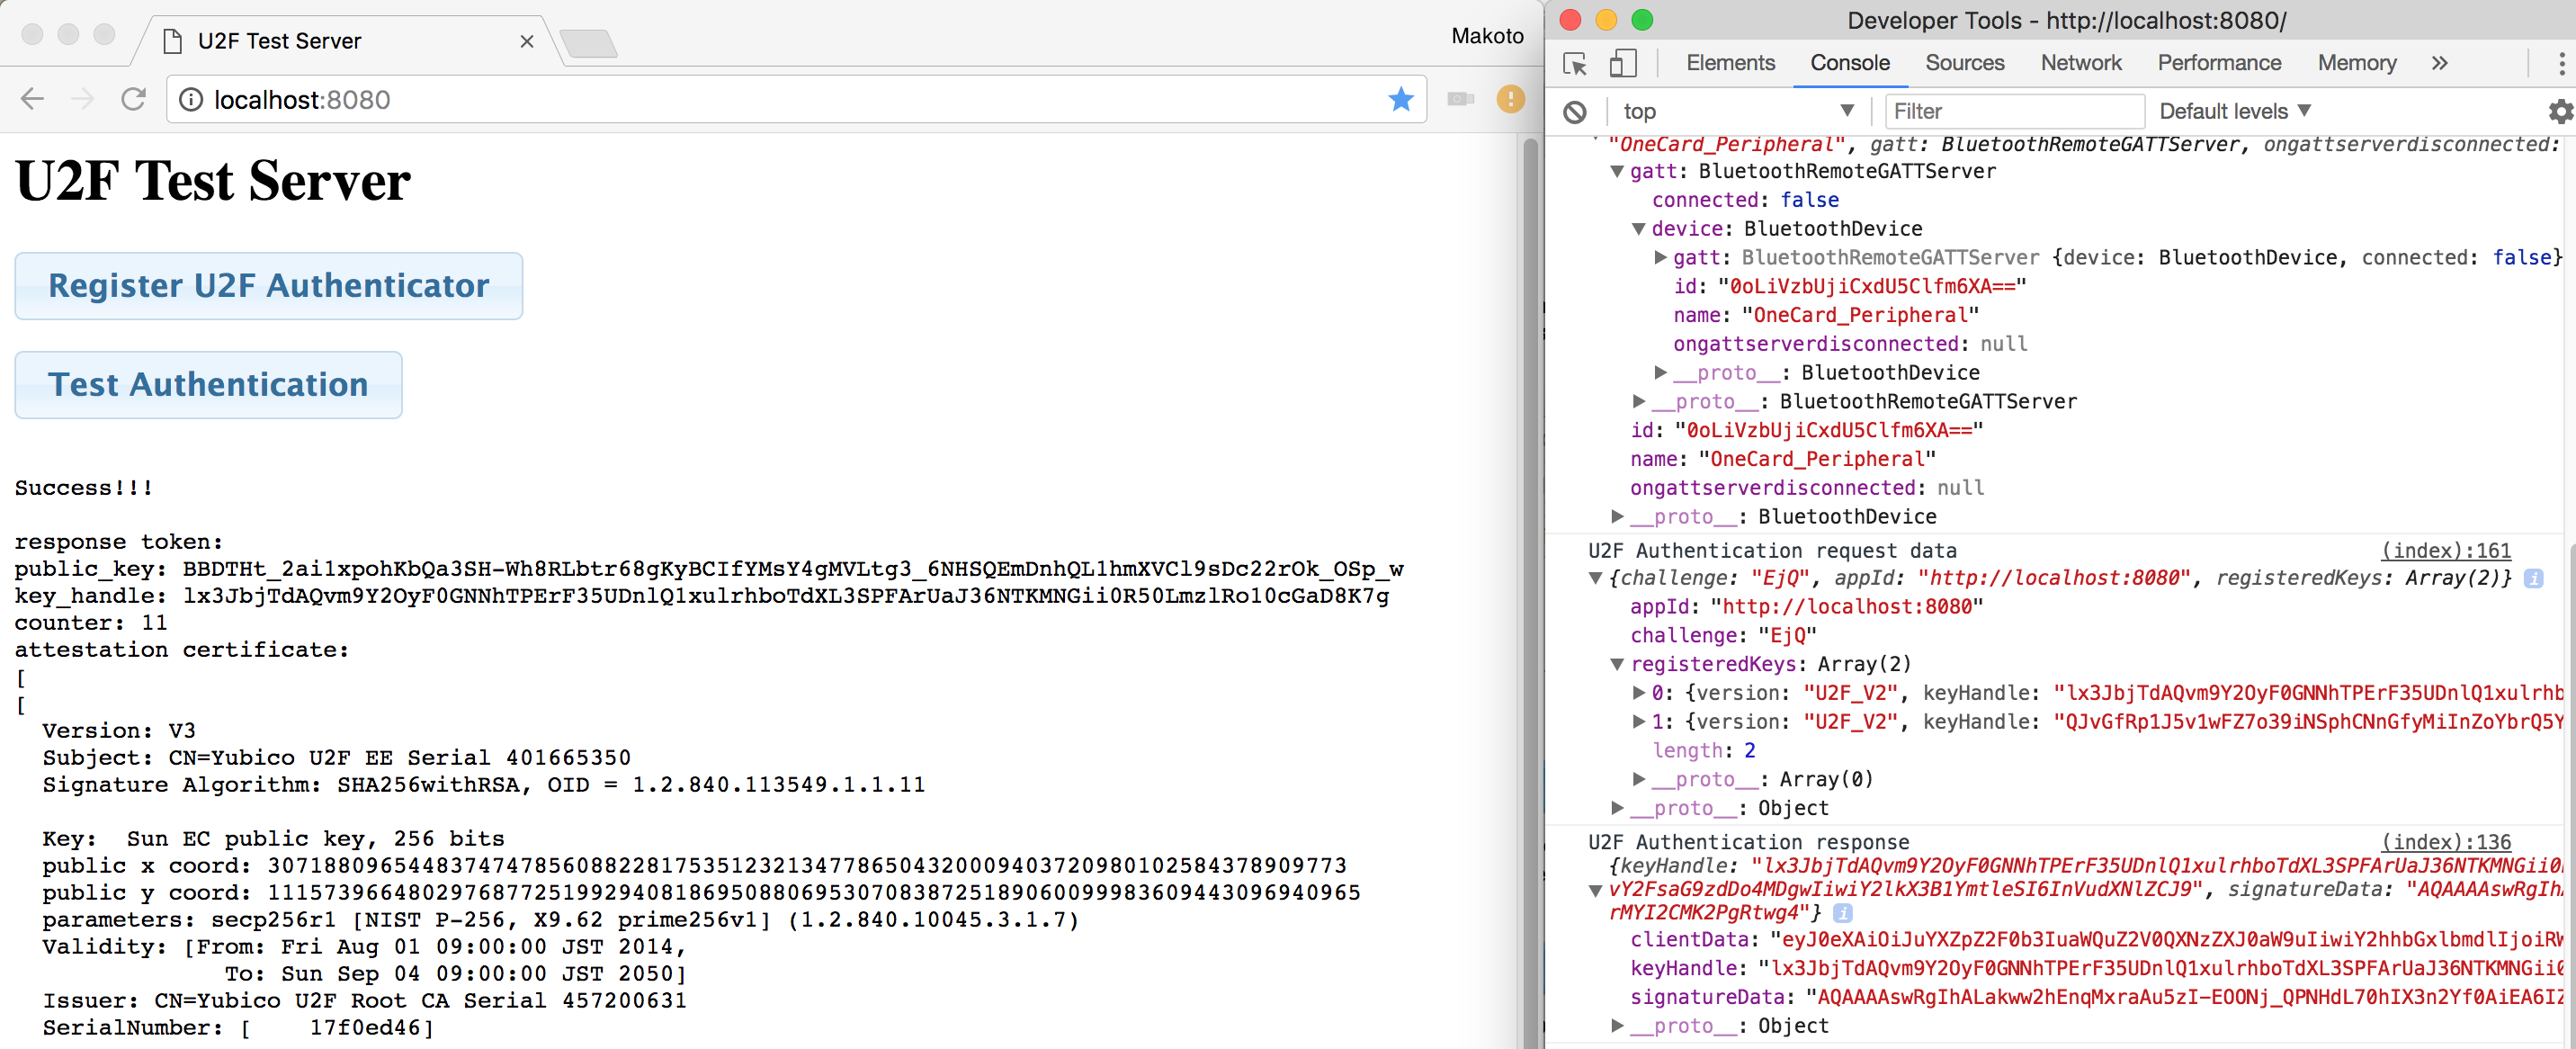 U2F Test Server
Makoto
localhost:8080
U2F Test Server
Register U2F Authenticator
Test Authentication
Success!!!
response token:
public_key: BBDTHt_2ai1xpohKbQa3SH-Wh8RLbtr68gKyBCIfYMsY4gMVLtg3_6NHSQEmDnhQL1hmXVCl9sDc22rOk_OSp_w
key_handle: lx3JbjTdAQvm9Y2OyF0GNNhTPErF35UDnlQ1xulrhboTdXL3SPFArUaJ36NTKMNGii0R50LmzlRo10cGaD8K7g
counter: 11
attestation certificate:
[
[
Version: V3
Subject: CN=Yubico U2F EE Serial 401665350
Signature Algorithm: SHA256withRSA, OID = 1.2.840.113549.1.1.11
Key:  Sun EC public key, 256 bits
public x coord: 30718809654483747478560882281753512321347786504320009403720980102584378909773
public y coord: 111573966480297687725199294081869508806953070838725189060099983609443096940965
parameters: secp256r1 [NIST P-256, X9.62 prime256v1] (1.2.840.10045.3.1.7)
Validity: [From: Fri Aug 01 09:00:00 JST 2014,
To: Sun Sep 04 09:00:00 JST 2050]
Issuer: CN=Yubico U2F Root CA Serial 457200631
SerialNumber: [    17f0ed46]
Developer Tools - http://localhost:8080/
Elements Console Sources Network Performance Memory »
top Filter Default levels
"OneCard_Peripheral", gatt: BluetoothRemoteGATTServer, ongattserverdisconnected:
gatt: BluetoothRemoteGATTServer
connected: false
device: BluetoothDevice
gatt: BluetoothRemoteGATTServer {device: BluetoothDevice, connected: false}
id: "0oLiVzbUjiCxdU5Clfm6XA=="
name: "OneCard_Peripheral"
ongattserverdisconnected: null
__proto__: BluetoothDevice
__proto__: BluetoothRemoteGATTServer
id: "0oLiVzbUjiCxdU5Clfm6XA=="
name: "OneCard_Peripheral"
ongattserverdisconnected: null
__proto__: BluetoothDevice
U2F Authentication request data (index):161
{challenge: "EjQ", appId: "http://localhost:8080", registeredKeys: Array(2)}
appId: "http://localhost:8080"
challenge: "EjQ"
registeredKeys: Array(2)
0: {version: "U2F_V2", keyHandle: "lx3JbjTdAQvm9Y2OyF0GNNhTPErF35UDnlQ1xulrhb
1: {version: "U2F_V2", keyHandle: "QJvGfRp1J5v1wFZ7o39iNSphCNnGfyMiInZoYbrQ5Y
length: 2
__proto__: Array(0)
__proto__: Object
U2F Authentication response (index):136
{keyHandle: "lx3JbjTdAQvm9Y2OyF0GNNhTPErF35UDnlQ1xulrhboTdXL3SPFArUaJ36NTKMNGii0
vY2FsaG9zdDo4MDgwIiwiY2lkX3B1YmtleSI6InVudXNlZCJ9", signatureData: "AQAAAAswRgIhA
rMYI2CMK2PgRtwg4"}
clientData: "eyJ0eXAiOiJuYXZpZ2F0b3IuaWQuZ2V0QXNzZXJ0aW9uIiwiY2hhbGxlbmdlIjoiRW
keyHandle: "lx3JbjTdAQvm9Y2OyF0GNNhTPErF35UDnlQ1xulrhboTdXL3SPFArUaJ36NTKMNGii0
signatureData: "AQAAAAswRgIhALakww2hEnqMxraAu5zI-EOONj_QPNHdL70hIX3n2Yf0AiEA6IZ
__proto__: Object